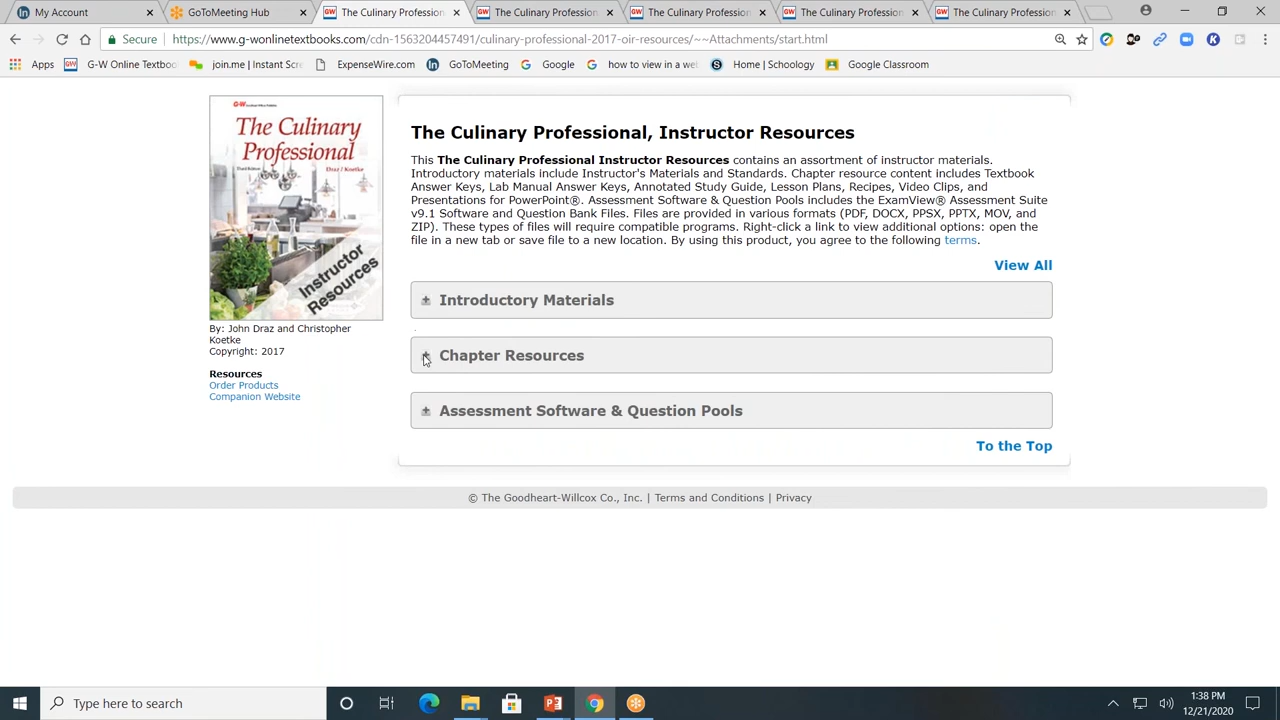 My Account
GoToMeeting Hub
The Culinary Profession
The Culinary Profession
The Culinary Profession
The Culinary Profession
The Culinary Profession
Secure
https://www.g-wonlinetextbooks.com/cdn-1563204457491/culinary-professional-2017-oir-resources/~~Attachments/start.html
Apps
G-W Online Textboo
join.me | Instant Scre
ExpenseWire.com
GoToMeeting
Google
how to view in a web
Home | Schoology
Google Classroom
G-W
The Culinary
Professional
Third Edition
Draz / Koetke
Instructor
Resources
By: John Draz and Christopher
Koetke
Copyright: 2017
Resources
Order Products
Companion Website
The Culinary Professional, Instructor Resources
This The Culinary Professional Instructor Resources contains an assortment of instructor materials.
Introductory materials include Instructor's Materials and Standards. Chapter resource content includes Textbook
Answer Keys, Lab Manual Answer Keys, Annotated Study Guide, Lesson Plans, Recipes, Video Clips, and
Presentations for PowerPoint®. Assessment Software & Question Pools includes the ExamView® Assessment Suite
v9.1 Software and Question Bank Files. Files are provided in various formats (PDF, DOCX, PPSX, PPTX, MOV, and
ZIP). These types of files will require compatible programs. Right-click a link to view additional options: open the
file in a new tab or save file to a new location. By using this product, you agree to the following terms.
View All
Introductory Materials
Chapter Resources
Assessment Software & Question Pools
To the Top
© The Goodheart-Willcox Co., Inc. | Terms and Conditions | Privacy
Type here to search
1:38 PM
12/21/2020